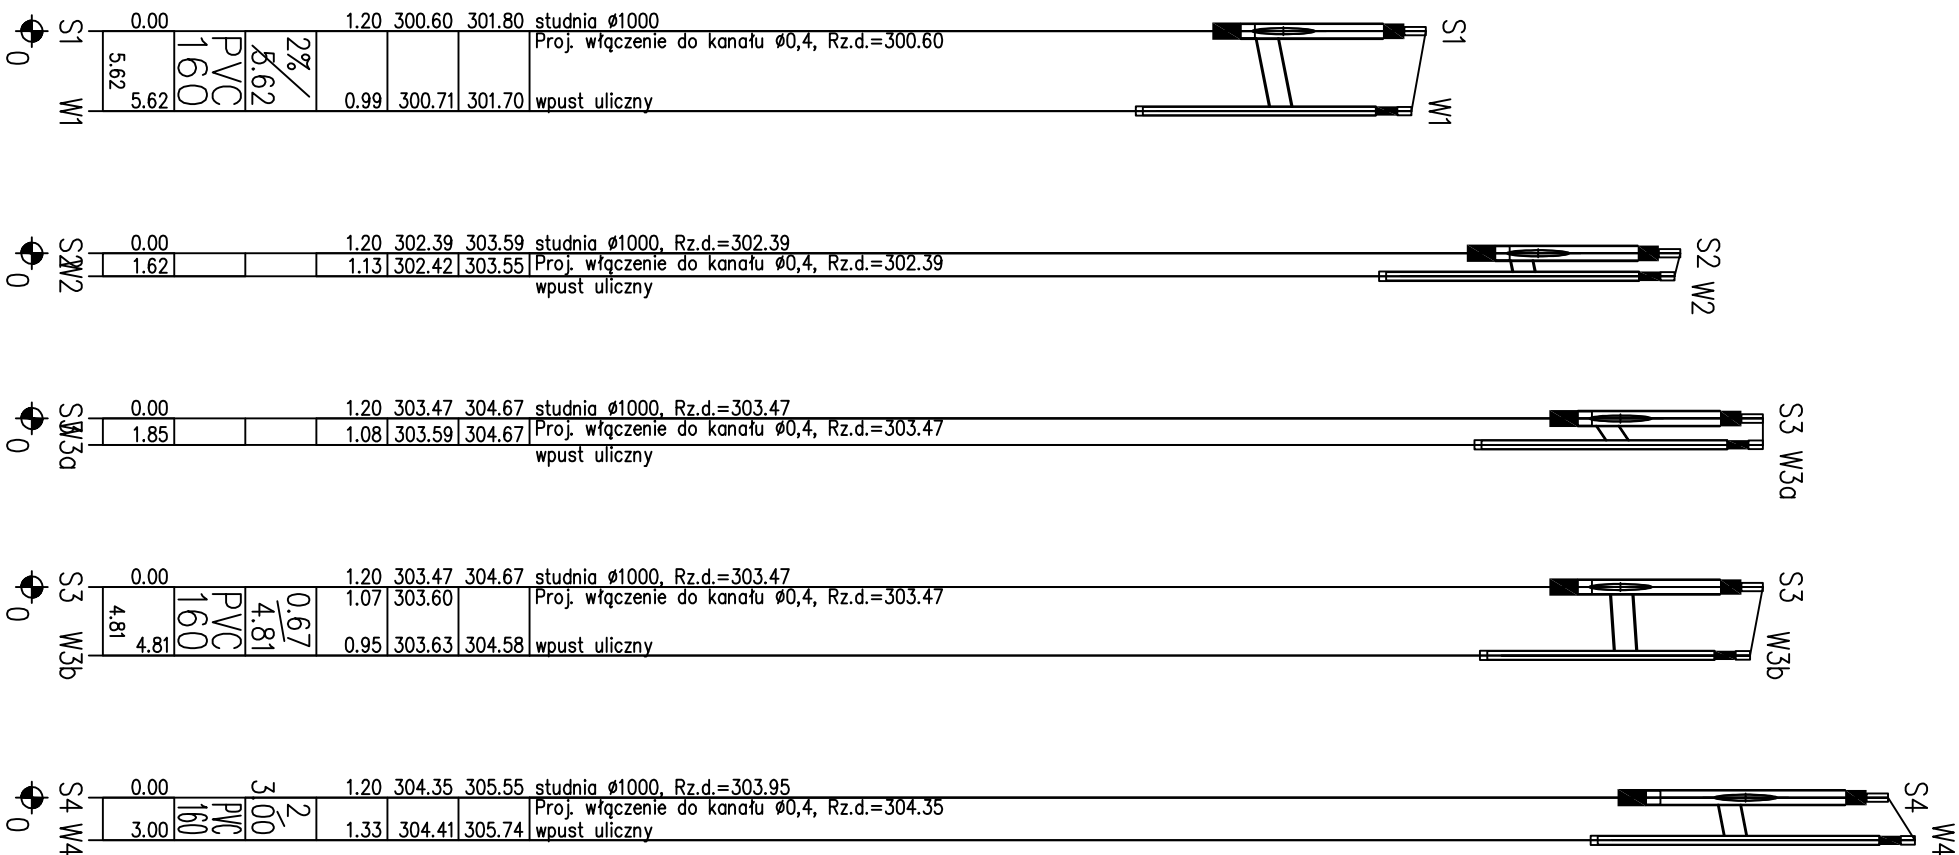 S1 0.00 1.20 300.60 301.80 studnia ø1000 S1
Proj. włączenie do kanału ø0,4, Rz.d.=300.60
0 5.62 PVC 160 2% 5.62
W1 5.62 0.99 300.71 301.70 wpust uliczny W1
S2 0.00 1.20 302.39 303.59 studnia ø1000, Rz.d.=302.39 S2
W2 1.62 1.13 302.42 303.55 Proj. włączenie do kanału ø0,4, Rz.d.=302.39
0 wpust uliczny W2
S3 0.00 1.20 303.47 304.67 studnia ø1000, Rz.d.=303.47 S3
W3a 1.85 1.08 303.59 304.67 Proj. włączenie do kanału ø0,4, Rz.d.=303.47
0 wpust uliczny W3a
S3 0.00 1.20 303.47 304.67 studnia ø1000, Rz.d.=303.47 S3
1.07 303.60 Proj. włączenie do kanału ø0,4, Rz.d.=303.47
0 4.81 PVC 160 0.67 4.81
W3b 4.81 0.95 303.63 304.58 wpust uliczny W3b
S4 0.00 1.20 304.35 305.55 studnia ø1000, Rz.d.=303.95 S4
Proj. włączenie do kanału ø0,4, Rz.d.=304.35
0 PVC 160 2 3.00
W4 3.00 1.33 304.41 305.74 wpust uliczny W4